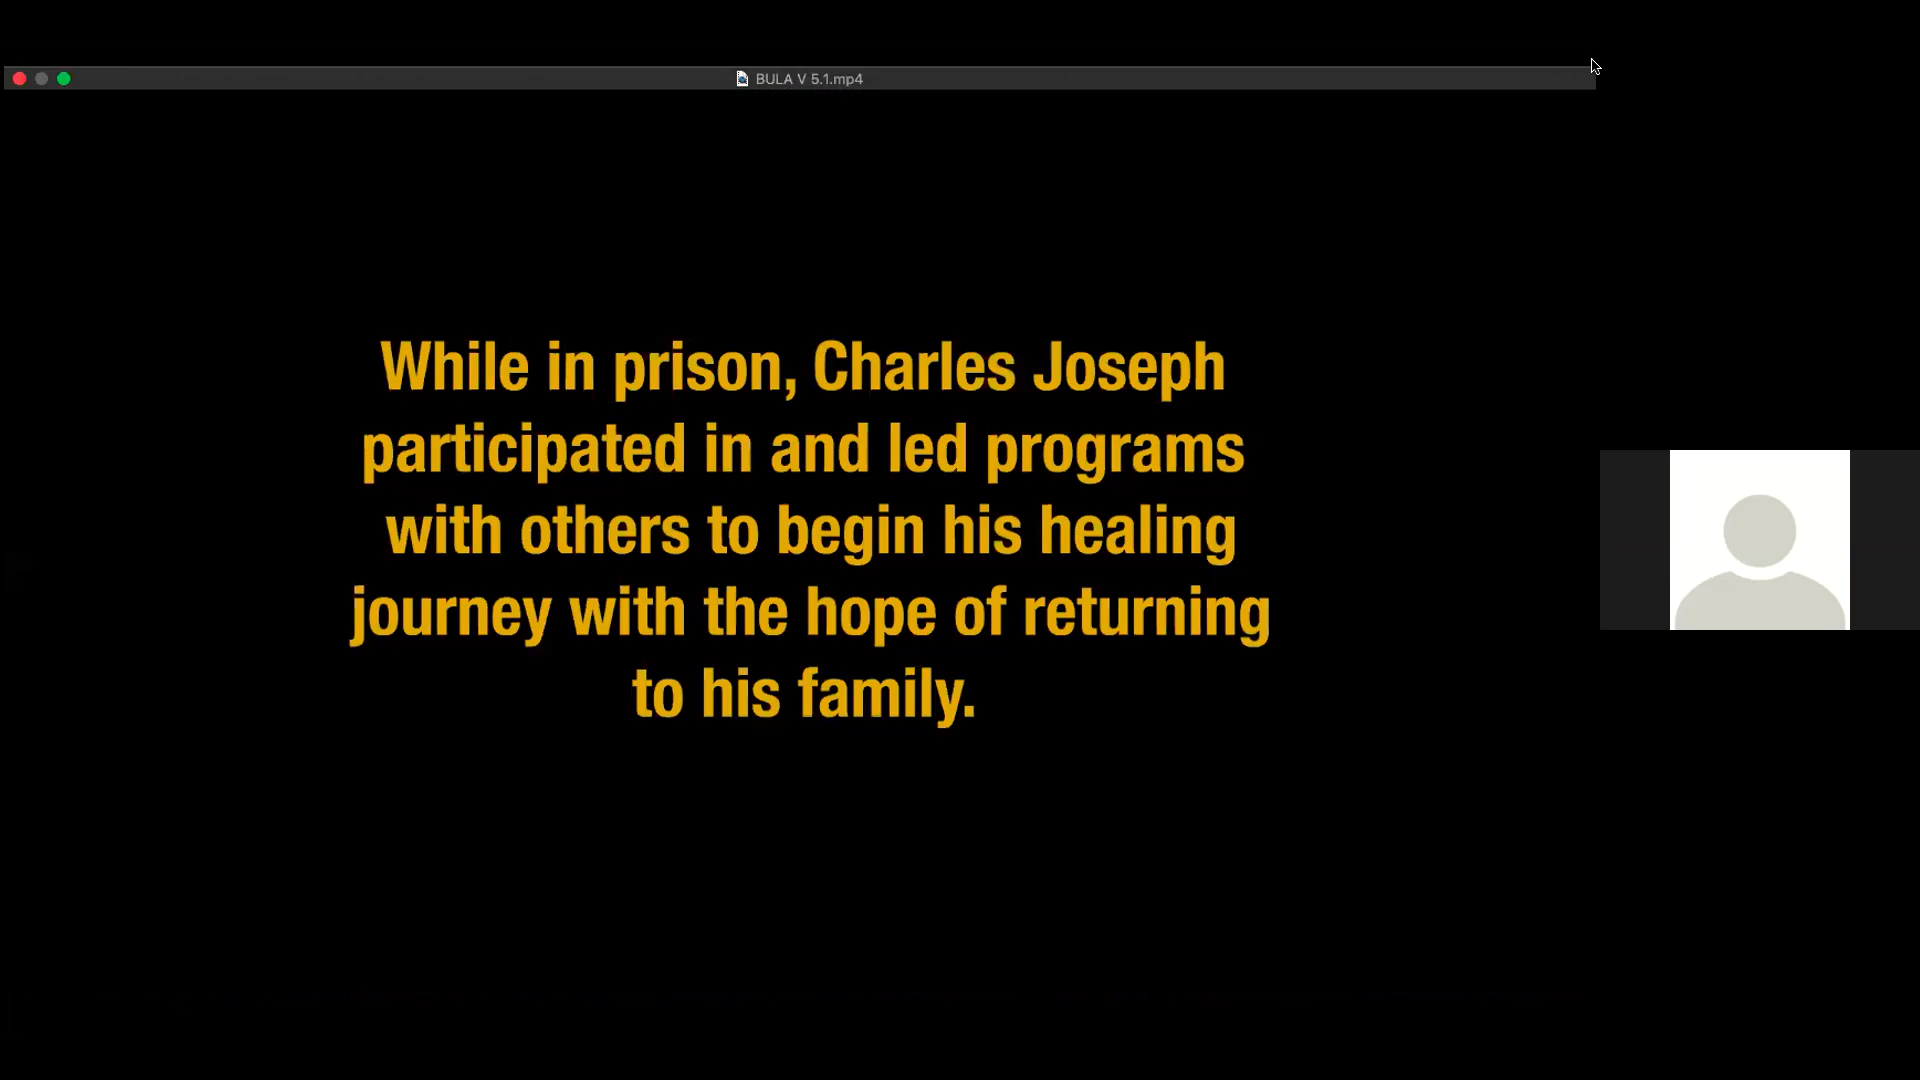 BULA V 5.1.mp4
While in prison, Charles Joseph
participated in and led programs
with others to begin his healing
journey with the hope of returning
to his family.